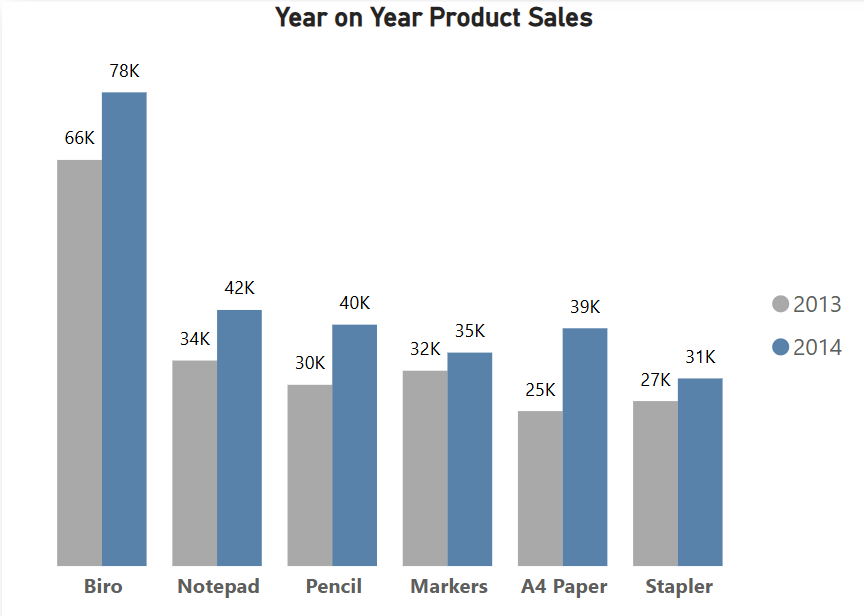 Year on Year Product Sales
78K
66K
42K
34K
40K
30K
35K
32K
39K
25K
31K
27K
2013
2014
Biro Notepad Pencil Markers A4 Paper Stapler